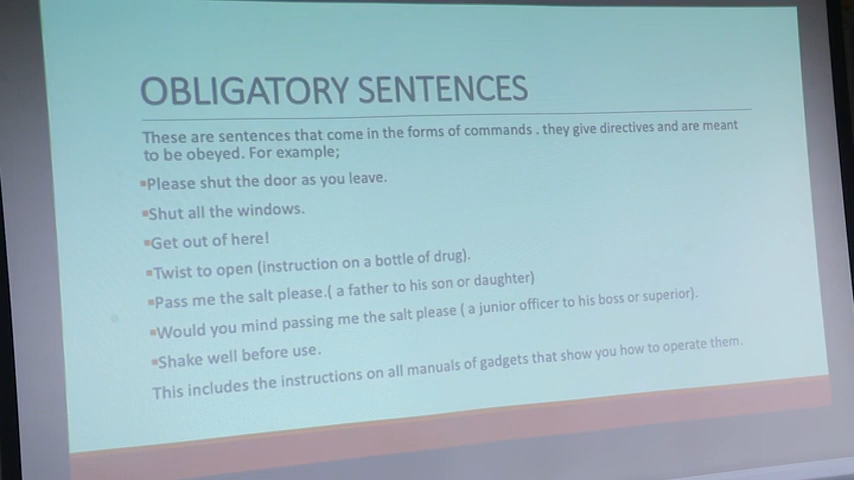 OBLIGATORY SENTENCES
These are sentences that come in the forms of commands . they give directives and are meant
to be obeyed. For example;
▪Please shut the door as you leave.
▪Shut all the windows.
▪Get out of here!
▪Twist to open (instruction on a bottle of drug).
▪Pass me the salt please.( a father to his son or daughter)
▪Would you mind passing me the salt please ( a junior officer to his boss or superior).
▪Shake well before use.
This includes the instructions on all manuals of gadgets that show you how to operate them.